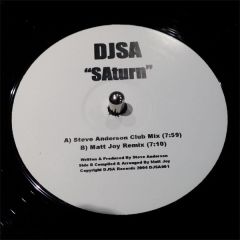 DJSA
"SAturn"
A) Steve Anderson Club Mix (7:59)
B) Matt Joy Remix (7:10)
Written & Produced By Steve Anderson
Side B Compiled & Arranged By Matt Joy
Copyright DJSA Records 2004 DJSA001